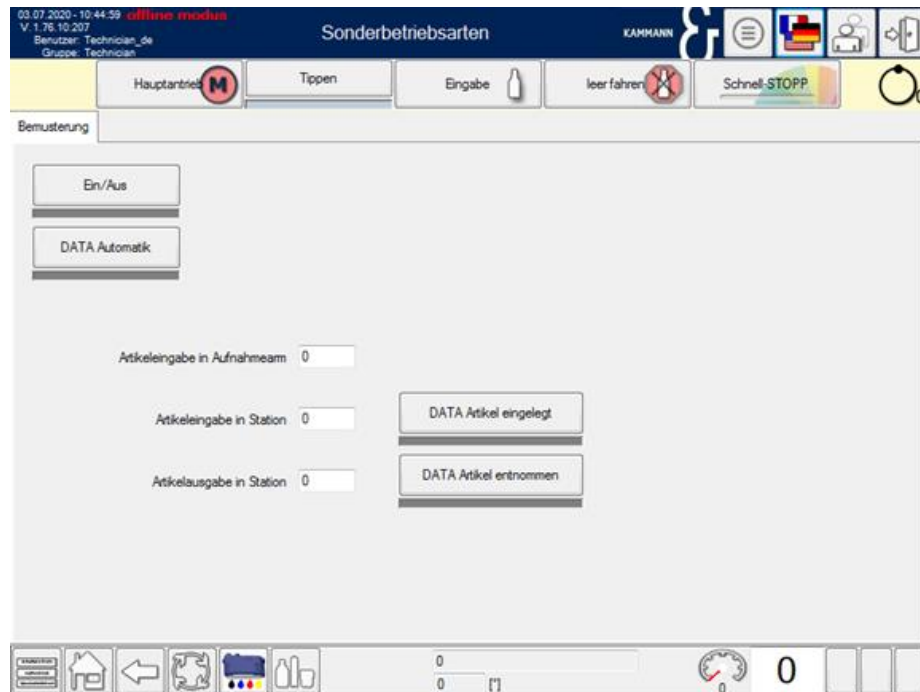 03.07.2020 - 10:44:59 offline modus
V. 1.76.10.207
Benutzer: Technician_de
Gruppe: Technician
Sonderbetriebsarten
KAMMANN
Hauptantrieb M
Tippen
Eingabe
leer fahren
Schnell-STOPP
Bemusterung
Ein/Aus
DATA Automatik
Artikeleingabe in Aufnahmearm 0
Artikeleingabe in Station 0
DATA Artikel eingelegt
Artikelausgabe in Station 0
DATA Artikel entnommen
0
0 [°]
0
0